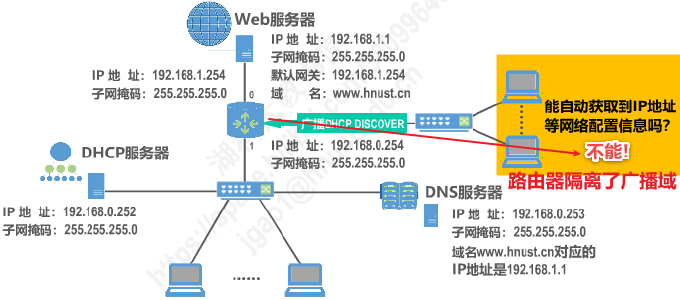 Web服务器
IP 地 址：192.168.1.1
子网掩码：255.255.255.0
默认网关：192.168.1.254
域 名：www.hnust.cn
IP 地 址：192.168.1.254
子网掩码：255.255.255.0
0
广播DHCP DISCOVER
能自动获取到IP地址
等网络配置信息吗？
不能!
路由器隔离了广播域
1
IP 地 址：192.168.0.254
子网掩码：255.255.255.0
DHCP服务器
IP 地 址：192.168.0.252
子网掩码：255.255.255.0
DNS服务器
IP 地 址：192.168.0.253
子网掩码：255.255.255.0
域名www.hnust.cn对应的
IP地址是192.168.1.1
······
······